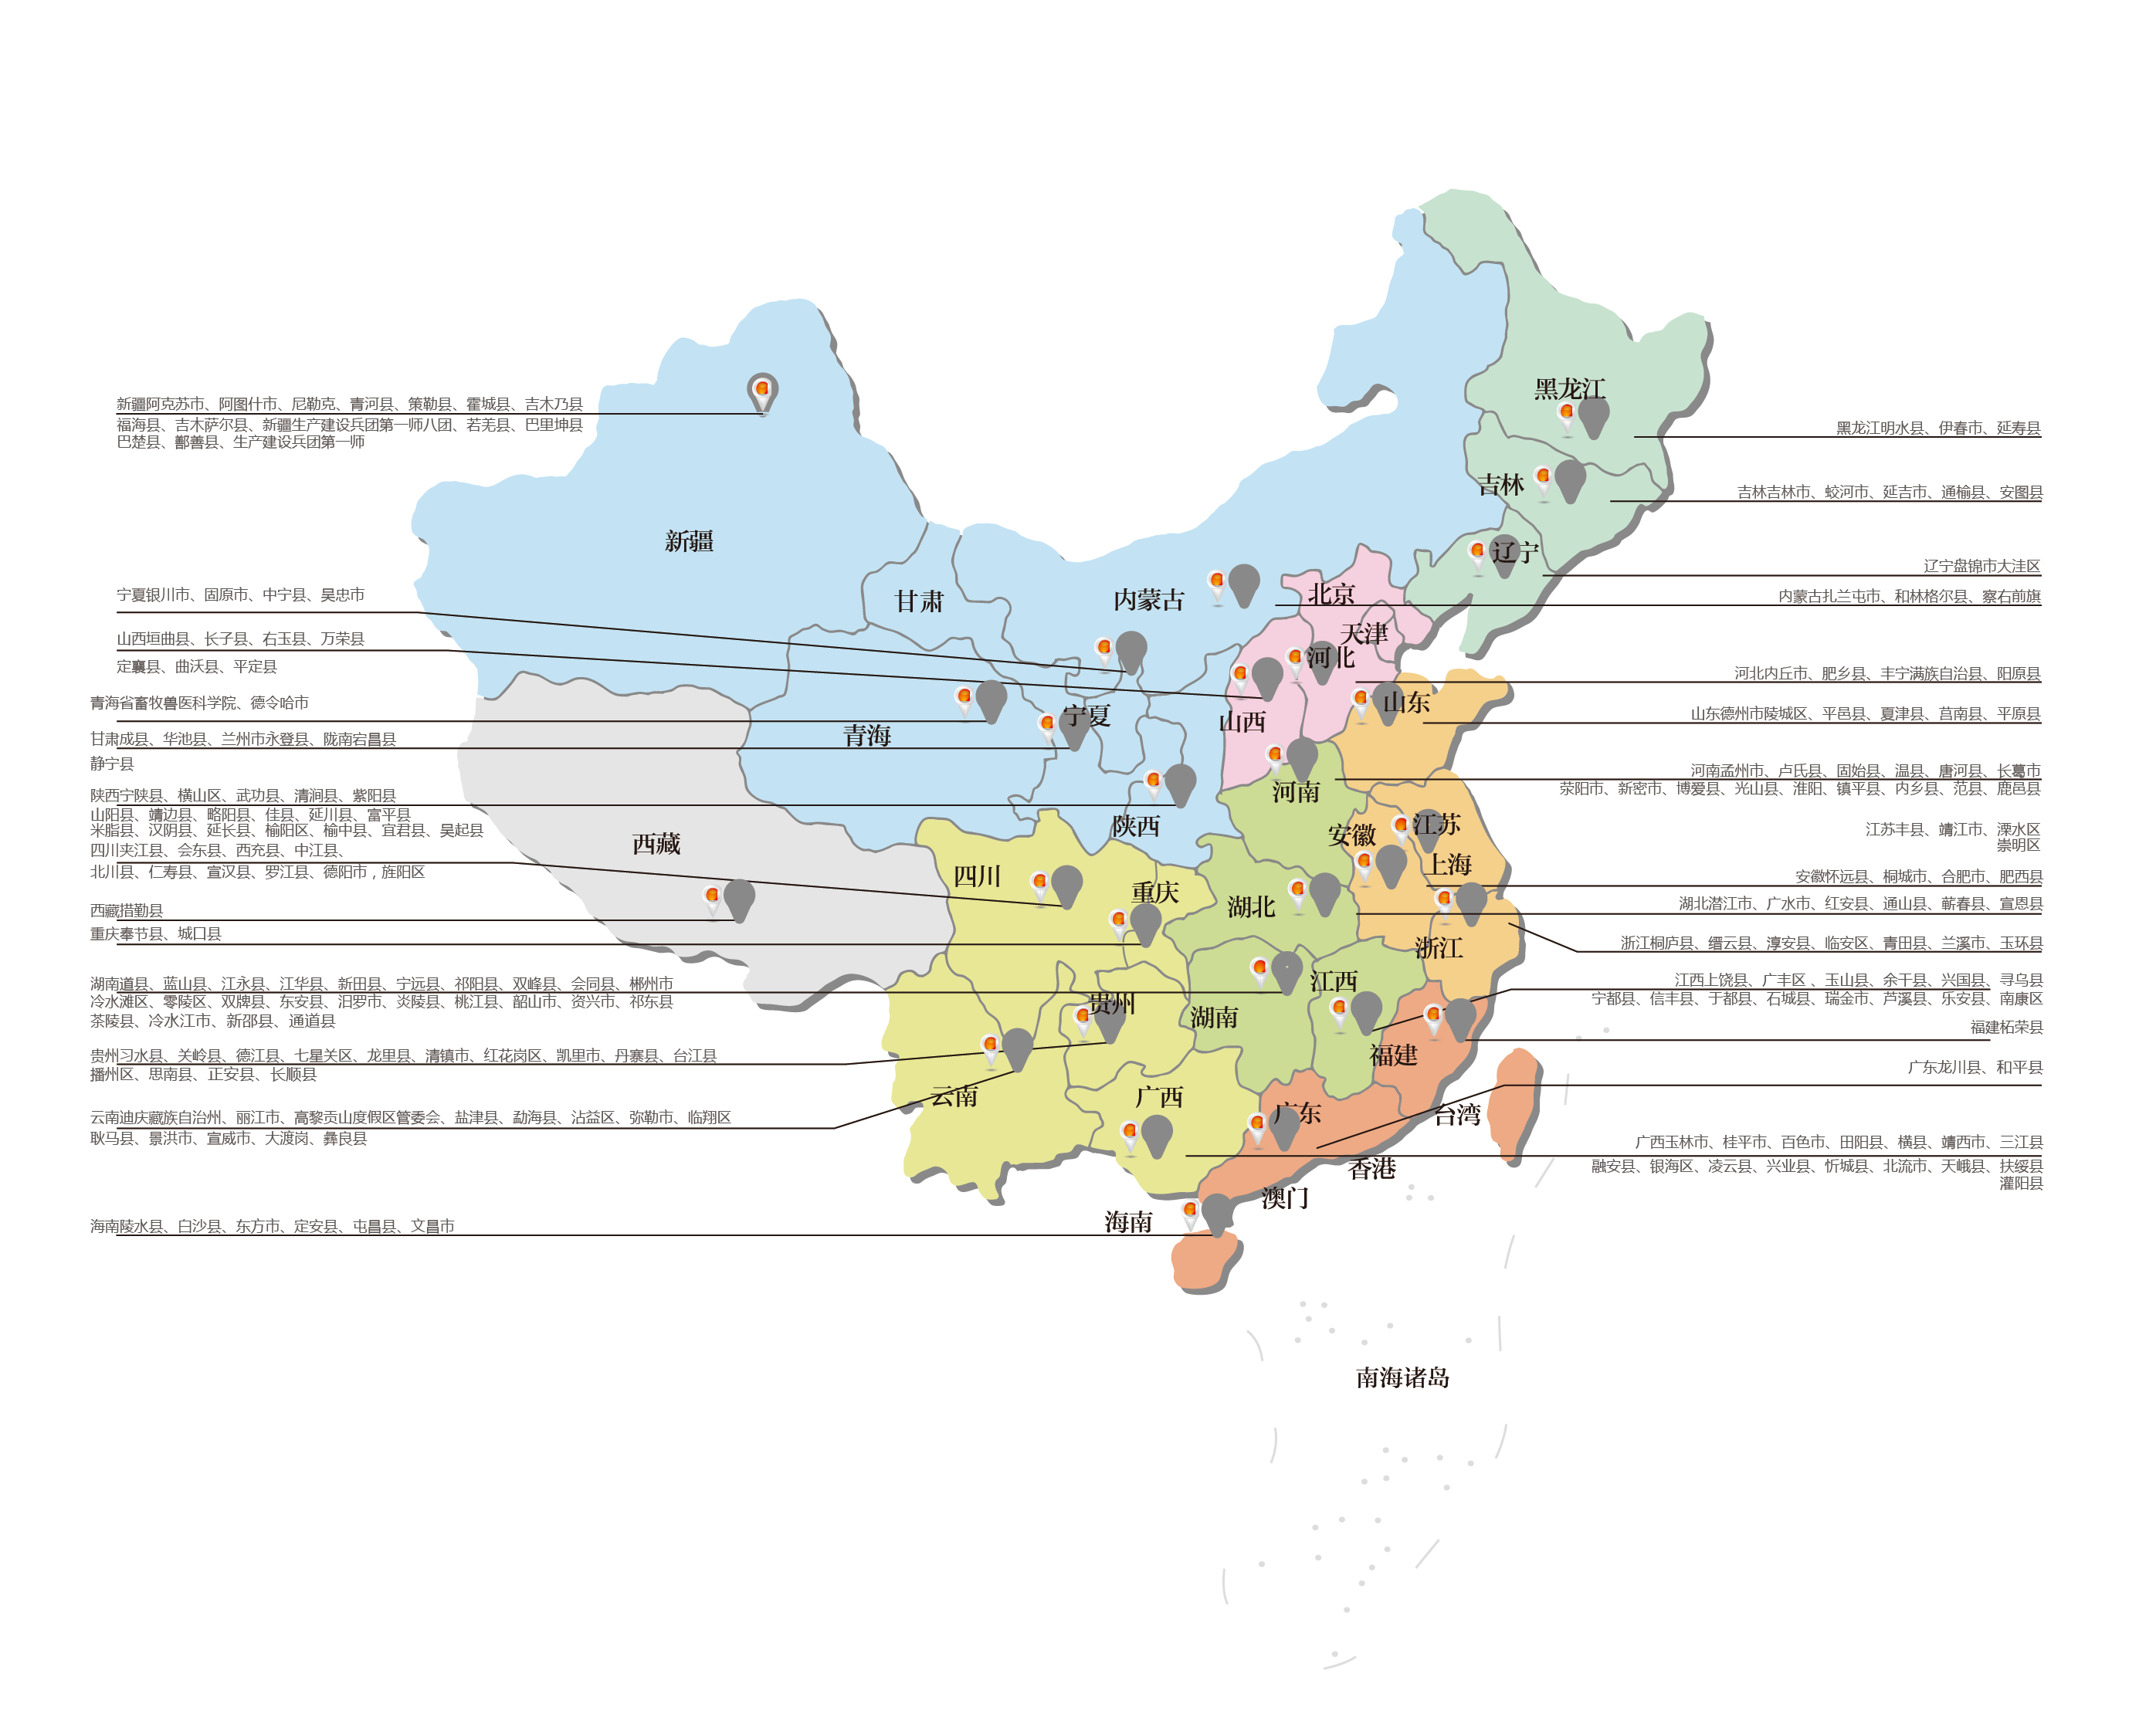 新疆阿克苏市、阿图什市、尼勒克、青河县、策勒县、霍城县、吉木乃县
福海县、吉木萨尔县、新疆生产建设兵团第一师八团、若羌县、巴里坤县
巴楚县、鄯善县、生产建设兵团第一师
宁夏银川市、固原市、中宁县、吴忠市
山西垣曲县、长子县、右玉县、万荣县
定襄县、曲沃县、平定县
青海省畜牧兽医科学院、德令哈市
甘肃成县、华池县、兰州市永登县、陇南宕昌县
静宁县
陕西宁陕县、横山区、武功县、清涧县、紫阳县
山阳县、靖边县、略阳县、佳县、延川县、富平县
米脂县、汉阴县、延长县、榆阳区、榆中县、宜君县、吴起县
四川夹江县、会东县、西充县、中江县、
北川县、仁寿县、宣汉县、罗江县、德阳市，旌阳区
西藏措勤县
重庆奉节县、城口县
湖南道县、蓝山县、江永县、江华县、新田县、宁远县、祁阳县、双峰县、会同县、郴州市
冷水滩区、零陵区、双牌县、东安县、汨罗市、炎陵县、桃江县、韶山市、资兴市、祁东县
茶陵县、冷水江市、新邵县、通道县
贵州习水县、关岭县、德江县、七星关区、龙里县、清镇市、红花岗区、凯里市、丹寨县、台江县
播州区、思南县、正安县、长顺县
云南迪庆藏族自治州、丽江市、高黎贡山度假区管委会、盐津县、勐海县、沾益区、弥勒市、临翔区
耿马县、景洪市、宣威市、大渡岗、彝良县
海南陵水县、白沙县、东方市、定安县、屯昌县、文昌市
黑龙江
吉林
辽宁
新疆
甘肃
内蒙古
北京
天津
河北
山西
山东
宁夏
青海
河南
陕西
西藏
安徽
江苏
上海
四川
重庆
湖北
浙江
江西
贵州
湖南
福建
云南
广西
广东
台湾
香港
澳门
海南
南海诸岛
黑龙江明水县、伊春市、延寿县
吉林吉林市、蛟河市、延吉市、通榆县、安图县
辽宁盘锦市大洼区
内蒙古扎兰屯市、和林格尔县、察右前旗
河北内丘市、肥乡县、丰宁满族自治县、阳原县
山东德州市陵城区、平邑县、夏津县、莒南县、平原县
河南孟州市、卢氏县、固始县、温县、唐河县、长葛市
荥阳市、新密市、博爱县、光山县、淮阳、镇平县、内乡县、范县、鹿邑县
江苏丰县、靖江市、溧水区
崇明区
安徽怀远县、桐城市、合肥市、肥西县
湖北潜江市、广水市、红安县、通山县、蕲春县、宣恩县
浙江桐庐县、缙云县、淳安县、临安区、青田县、兰溪市、玉环县
江西上饶县、广丰区 、玉山县、余干县、兴国县、寻乌县
宁都县、信丰县、于都县、石城县、瑞金市、芦溪县、乐安县、南康区
福建柘荣县
广东龙川县、和平县
广西玉林市、桂平市、百色市、田阳县、横县、靖西市、三江县
融安县、银海区、凌云县、兴业县、忻城县、北流市、天峨县、扶绥县
灌阳县